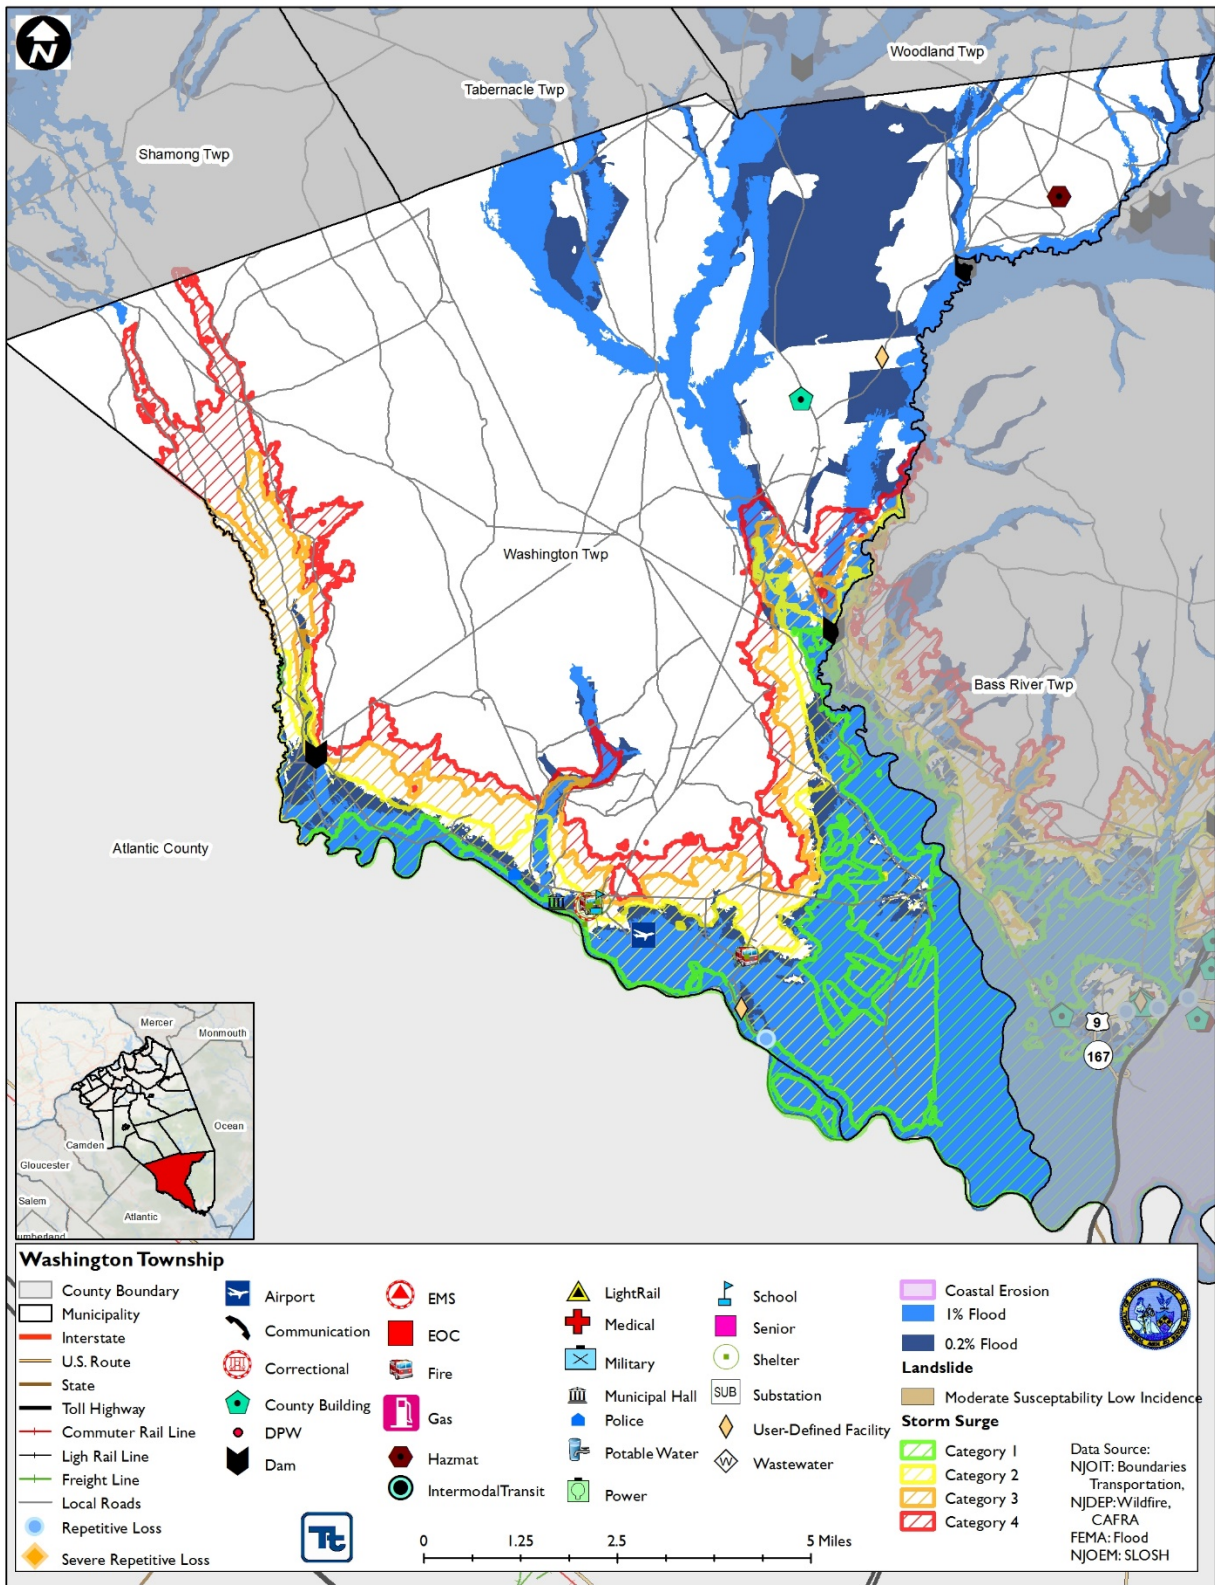 N
Woodland Twp
Tabernacle Twp
Shamong Twp
Washington Twp
Bass River Twp
Atlantic County
9
167
Mercer
Monmouth
Ocean
Camden
Gloucester
Salem
Atlantic
umberland
Washington Township
County Boundary
Municipality
Interstate
U.S. Route
State
Toll Highway
Commuter Rail Line
Ligh Rail Line
Freight Line
Local Roads
Repetitive Loss
Severe Repetitive Loss
Airport
Communication
Correctional
County Building
DPW
Dam
Tt
EMS
EOC
Fire
Gas
Hazmat
IntermodalTransit
LightRail
Medical
Military
Municipal Hall
Police
Potable Water
Power
School
Senior
Shelter
SUB Substation
User-Defined Facility
W Wastewater
0 1.25 2.5 5 Miles
Coastal Erosion
1% Flood
0.2% Flood
Landslide
Moderate Susceptability Low Incidence
Storm Surge
Category 1
Category 2
Category 3
Category 4
Data Source:
NJOIT: Boundaries
Transportation,
NJDEP: Wildfire,
CAFRA
FEMA: Flood
NJOEM: SLOSH